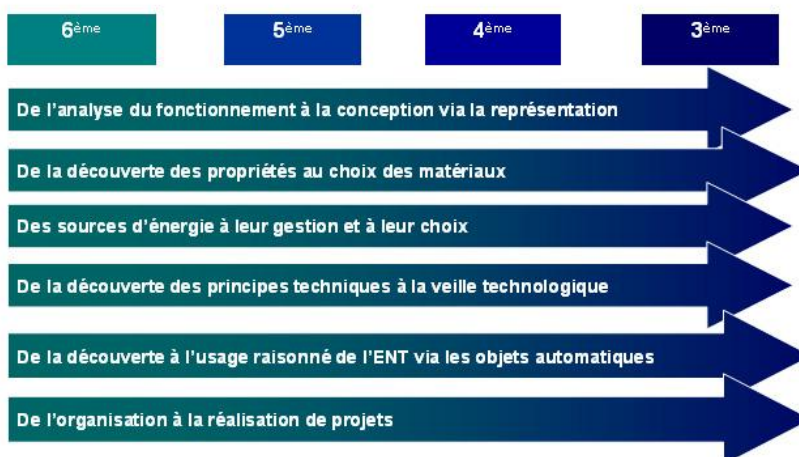 6ème 5ème 4ème 3ème
De l'analyse du fonctionnement à la conception via la représentation
De la découverte des propriétés au choix des matériaux
Des sources d'énergie à leur gestion et à leur choix
De la découverte des principes techniques à la veille technologique
De la découverte à l'usage raisonné de l'ENT via les objets automatiques
De l'organisation à la réalisation de projets